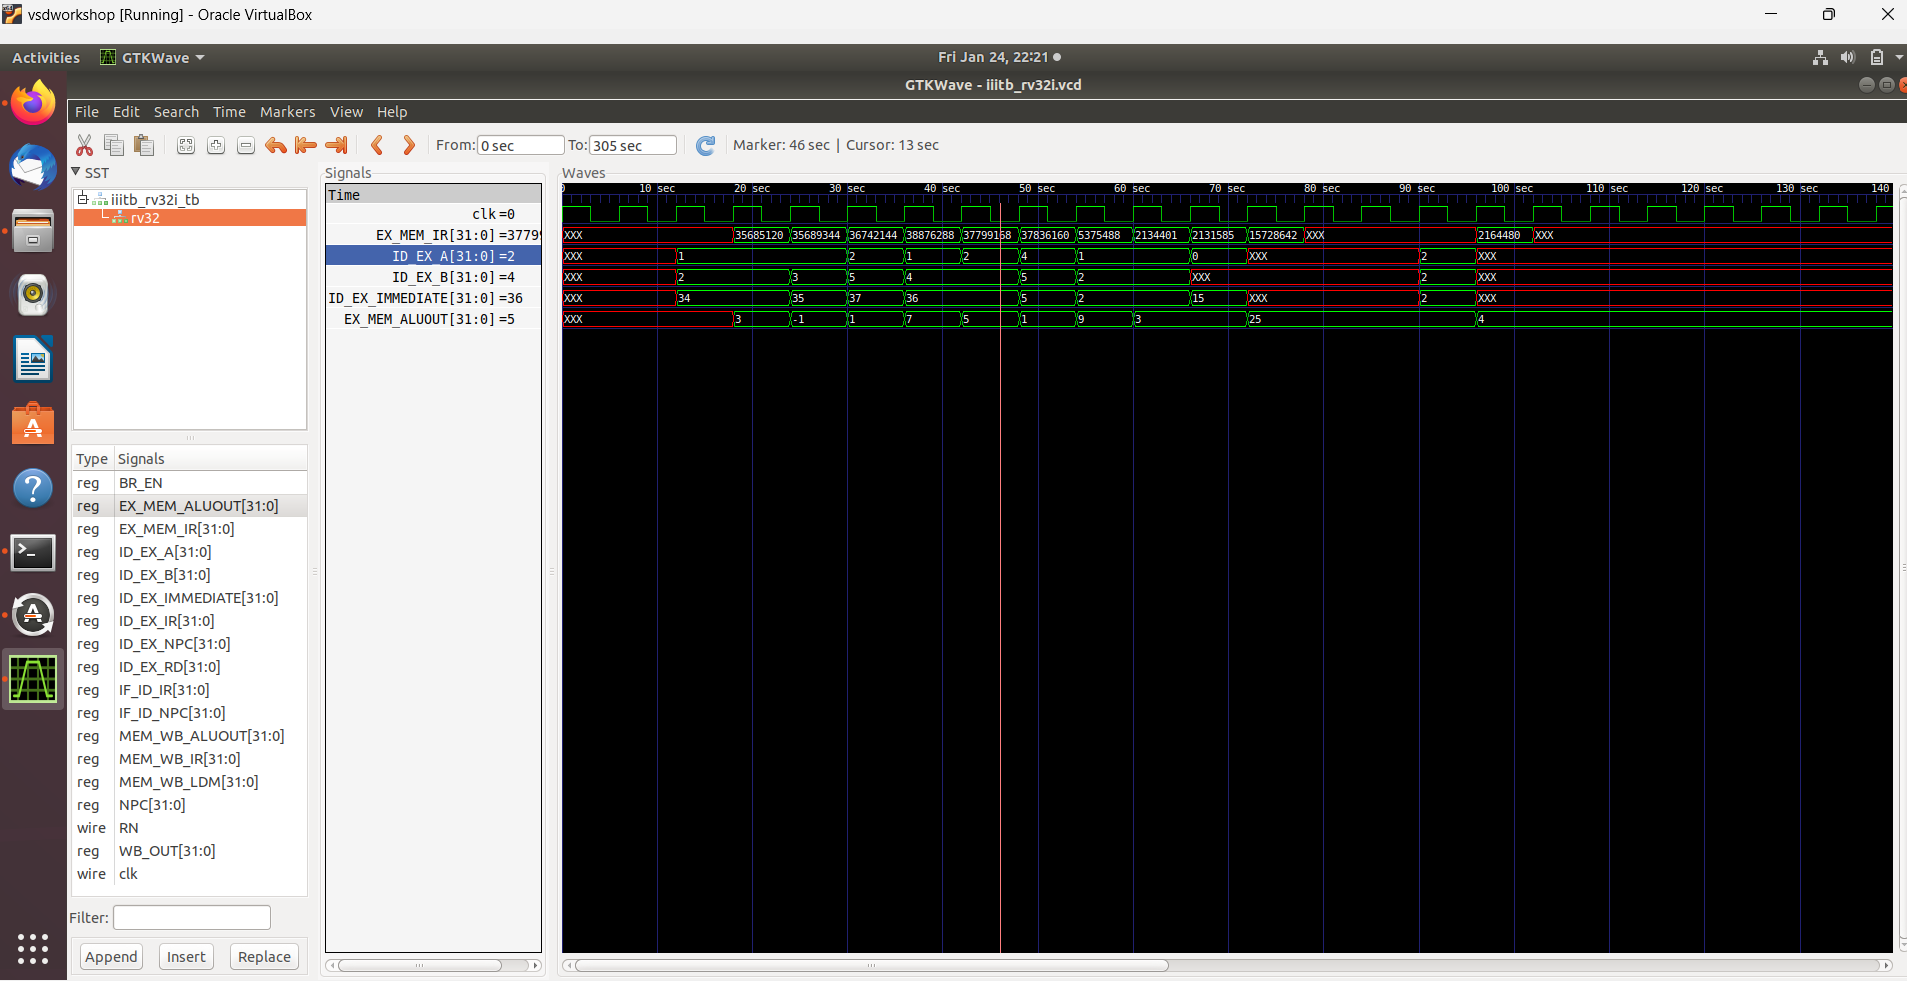 vsdworkshop [Running] - Oracle VirtualBox
Activities GTKWave Fri Jan 24, 22:21
GTKWave - iiitb_rv32i.vcd
File Edit Search Time Markers View Help
From: 0 sec To: 305 sec Marker: 46 sec | Cursor: 13 sec
SST
iiitb_rv32i_tb
rv32
Type Signals
reg BR_EN
reg EX_MEM_ALUOUT[31:0]
reg EX_MEM_IR[31:0]
reg ID_EX_A[31:0]
reg ID_EX_B[31:0]
reg ID_EX_IMMEDIATE[31:0]
reg ID_EX_IR[31:0]
reg ID_EX_NPC[31:0]
reg ID_EX_RD[31:0]
reg IF_ID_IR[31:0]
reg IF_ID_NPC[31:0]
reg MEM_WB_ALUOUT[31:0]
reg MEM_WB_IR[31:0]
reg MEM_WB_LDM[31:0]
reg NPC[31:0]
wire RN
reg WB_OUT[31:0]
wire clk
Filter:
Append Insert Replace
Signals
Time
clk=0
EX_MEM_IR[31:0]=3779
ID_EX_A[31:0]=2
ID_EX_B[31:0]=4
ID_EX_IMMEDIATE[31:0]=36
EX_MEM_ALUOUT[31:0]=5
Waves
0 10 sec 20 sec 30 sec 40 sec 50 sec 60 sec 70 sec 80 sec 90 sec 100 sec 110 sec 120 sec 130 sec 140
XXX 35685120 35689344 36742144 38876288 37799168 37836160 5375488 2134401 2131585 15728642 XXX 2164480 XXX
XXX 1 2 1 2 4 1 0 XXX 2 XXX
XXX 2 3 5 4 5 2 XXX 2 XXX
XXX 34 35 37 36 5 2 15 XXX 2 XXX
XXX 3 -1 1 7 5 1 9 3 25 4